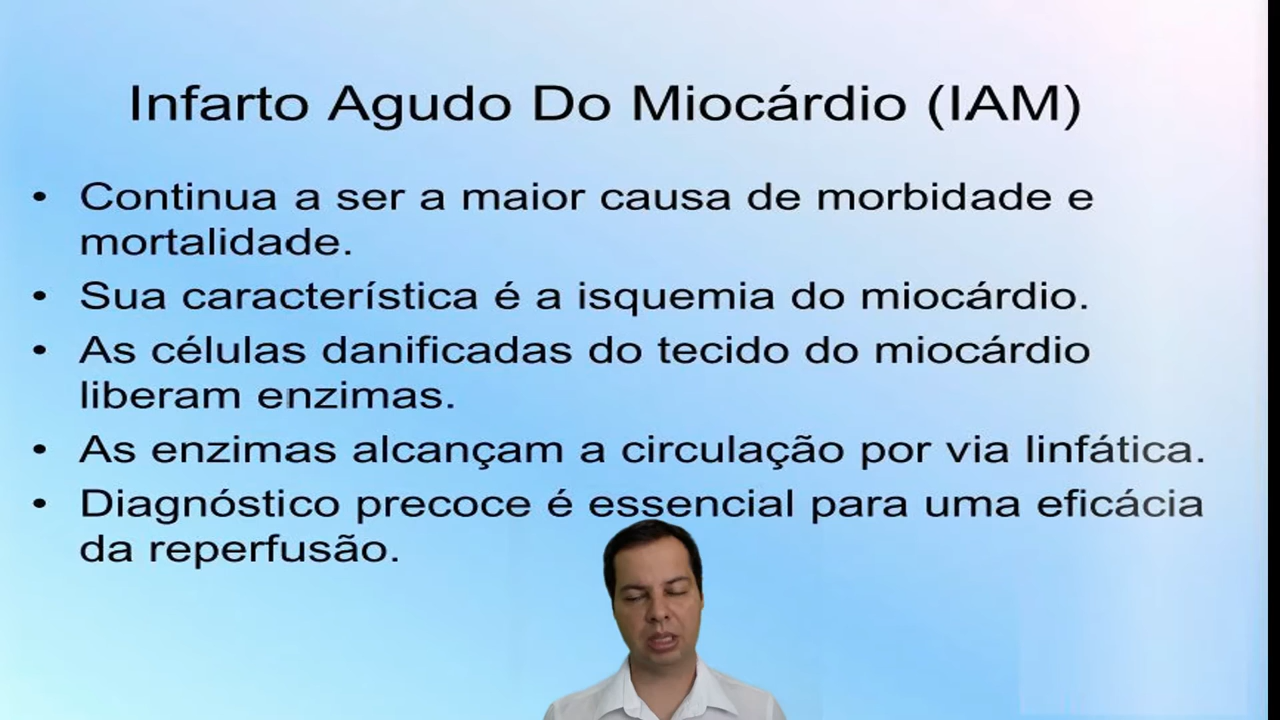 Infarto Agudo Do Miocárdio (IAM)
• Continua a ser a maior causa de morbidade e
mortalidade.
• Sua característica é a isquemia do miocárdio.
• As células danificadas do tecido do miocárdio
liberam enzimas.
• As enzimas alcançam a circulação por via linfática.
• Diagnóstico precoce é essencial para uma eficácia
da reperfusão.